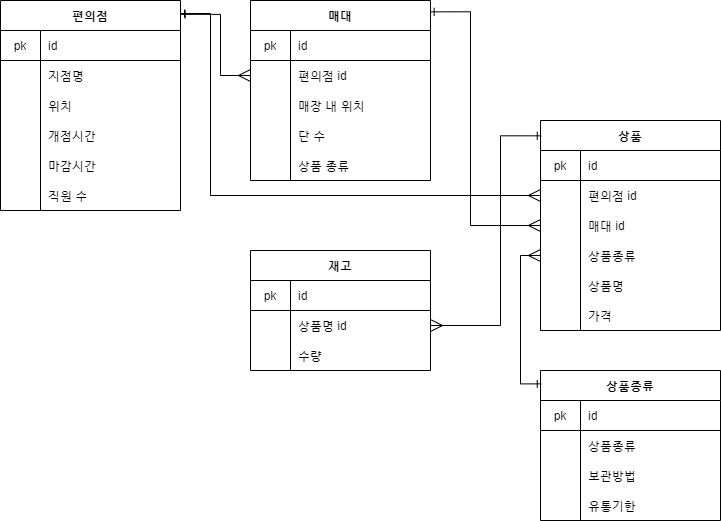 편의점
pk id
지점명
위치
개점시간
마감시간
직원 수
매대
pk id
편의점 id
매장 내 위치
단 수
상품 종류
상품
pk id
편의점 id
매대 id
상품종류
상품명
가격
재고
pk id
상품명 id
수량
상품종류
pk id
상품종류
보관방법
유통기한